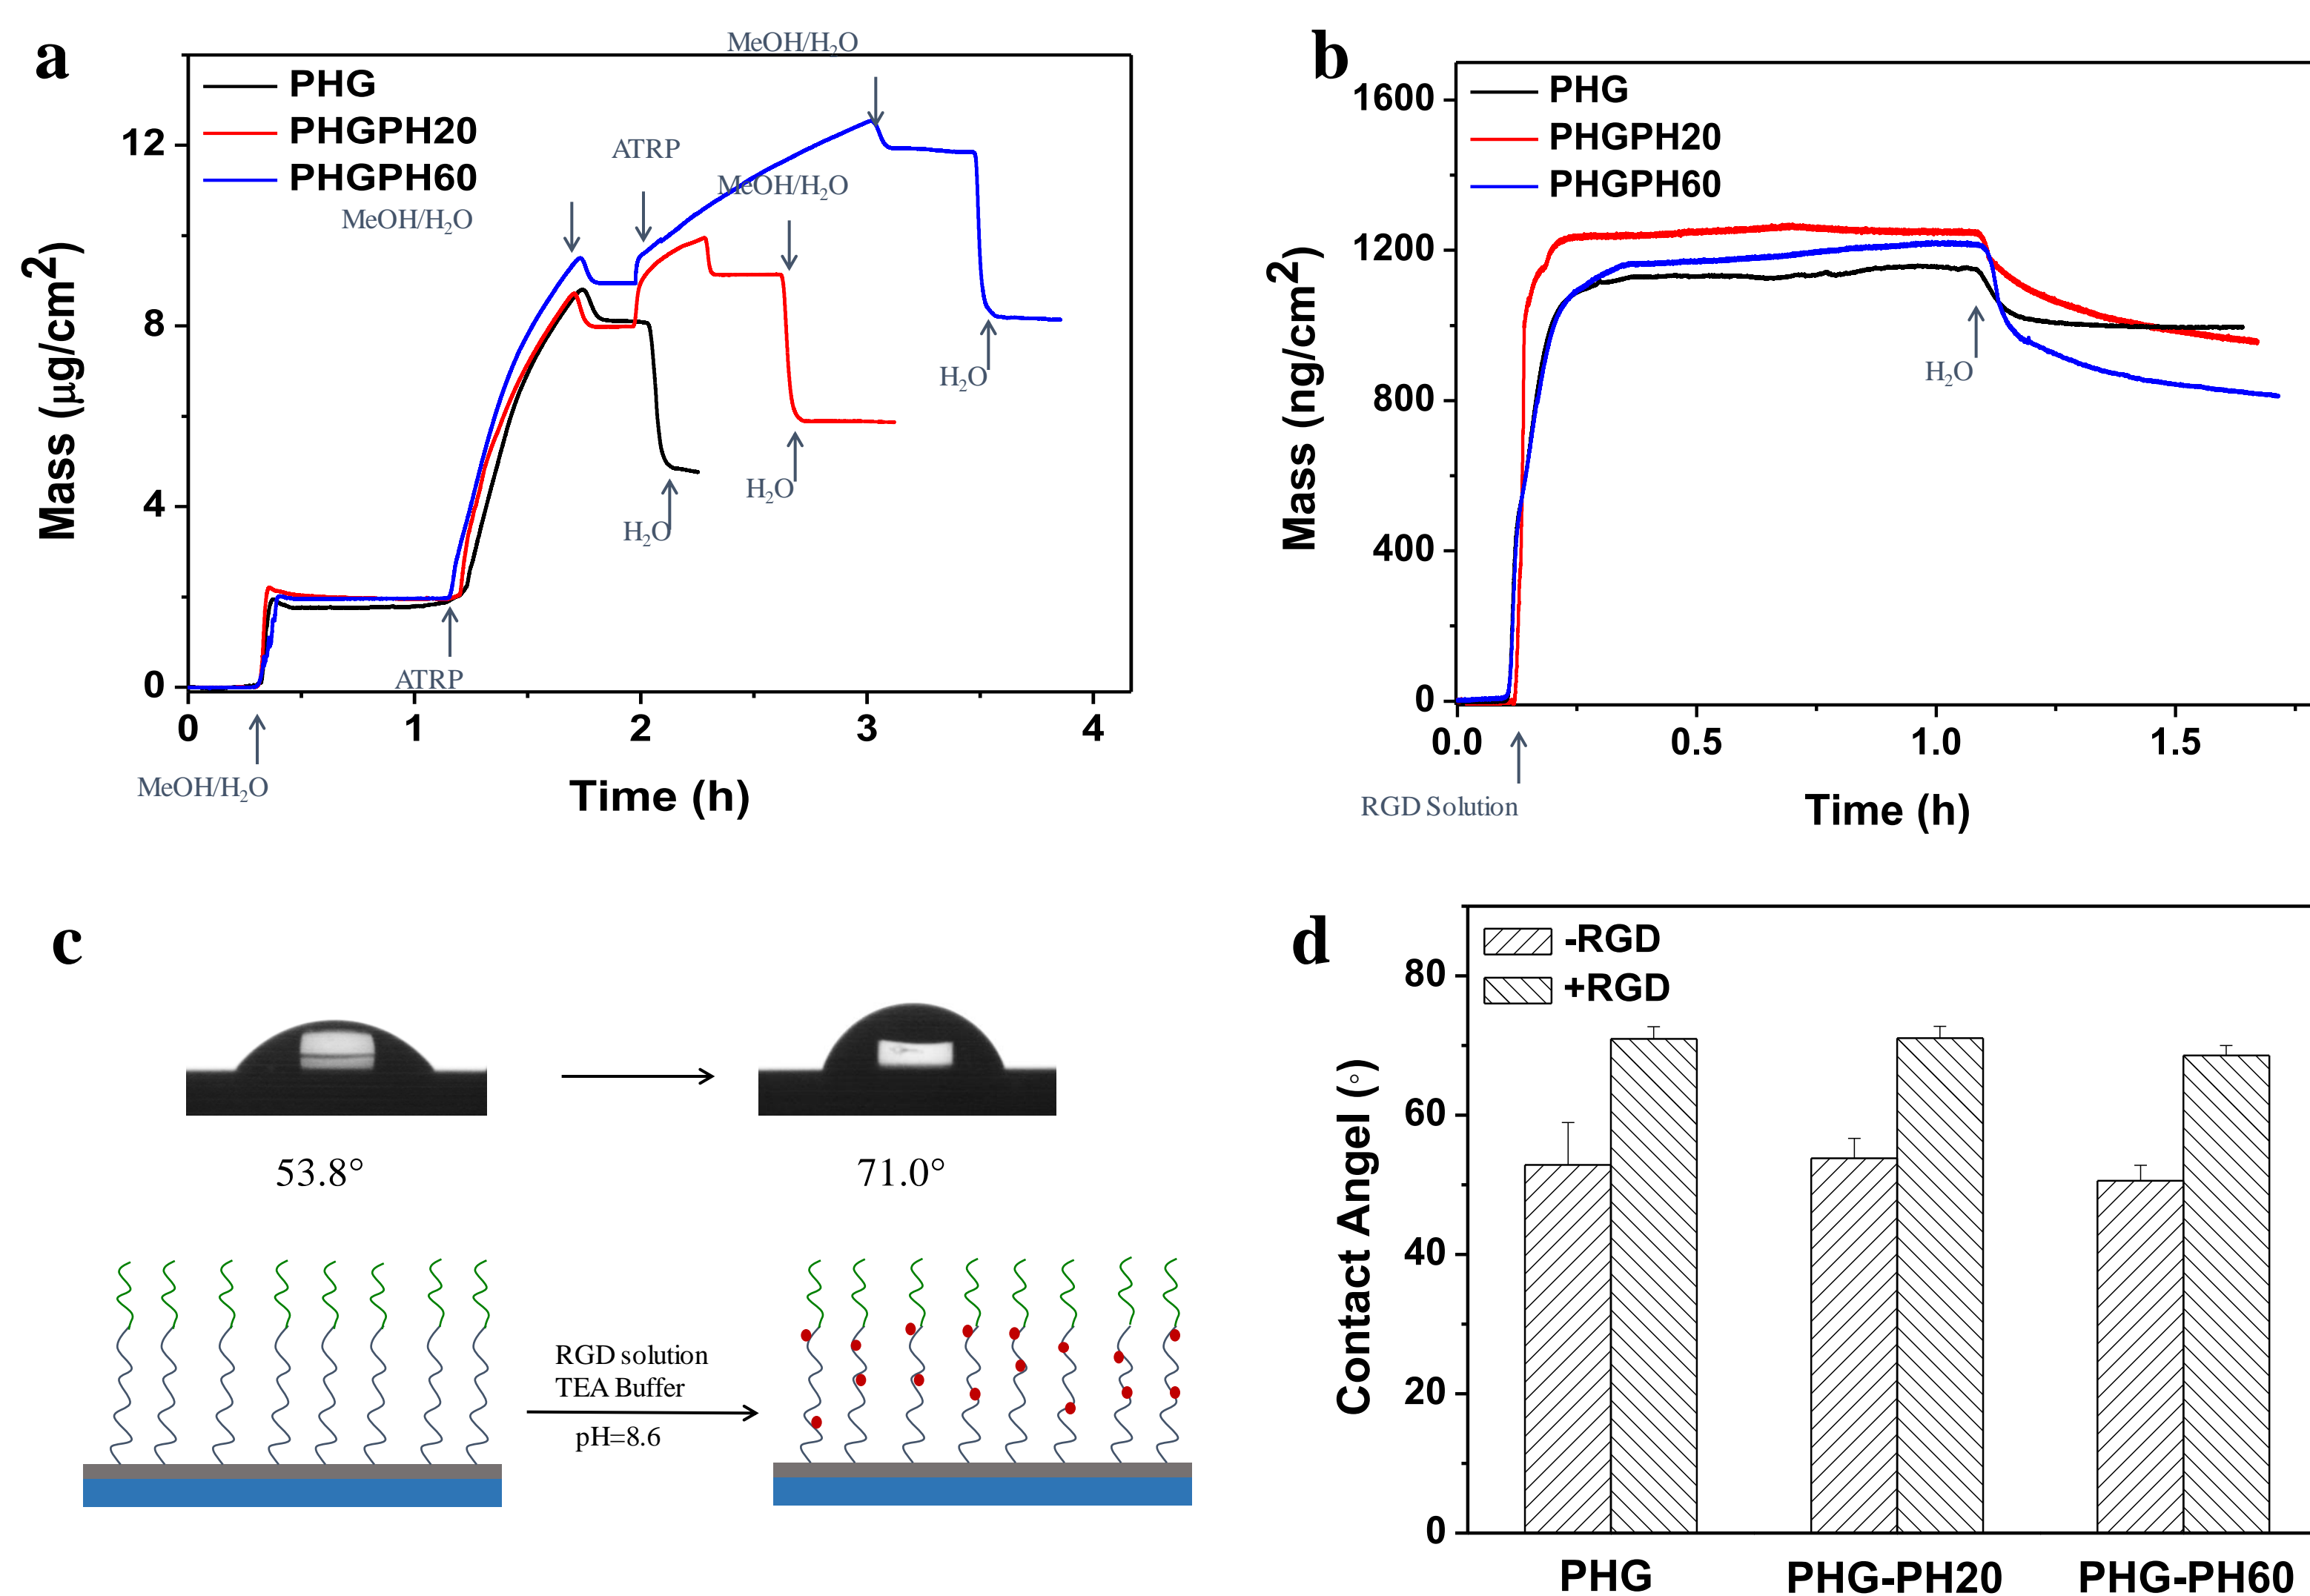 a
MeOH/H₂O
PHG
PHGPH20
PHGPH60
MeOH/H₂O
ATRP
MeOH/H₂O
H₂O
H₂O
H₂O
ATRP
MeOH/H₂O
12
8
4
0
0 1 2 3 4
Mass (μg/cm²)
Time (h)
b
PHG
PHGPH20
PHGPH60
1600
1200
800
400
0
0.0 0.5 1.0 1.5
H₂O
RGD Solution
Mass (ng/cm²)
Time (h)
c
53.8°
71.0°
RGD solution
TEA Buffer
pH=8.6
d
-RGD
+RGD
80
60
40
20
0
Contact Angel (°)
PHG PHG-PH20 PHG-PH60